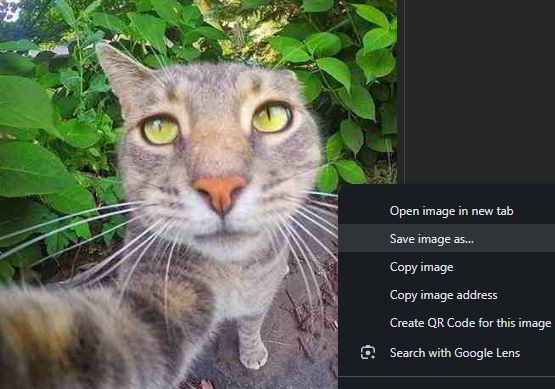 Open image in new tab
Save image as...
Copy image
Copy image address
Create QR Code for this image
Search with Google Lens